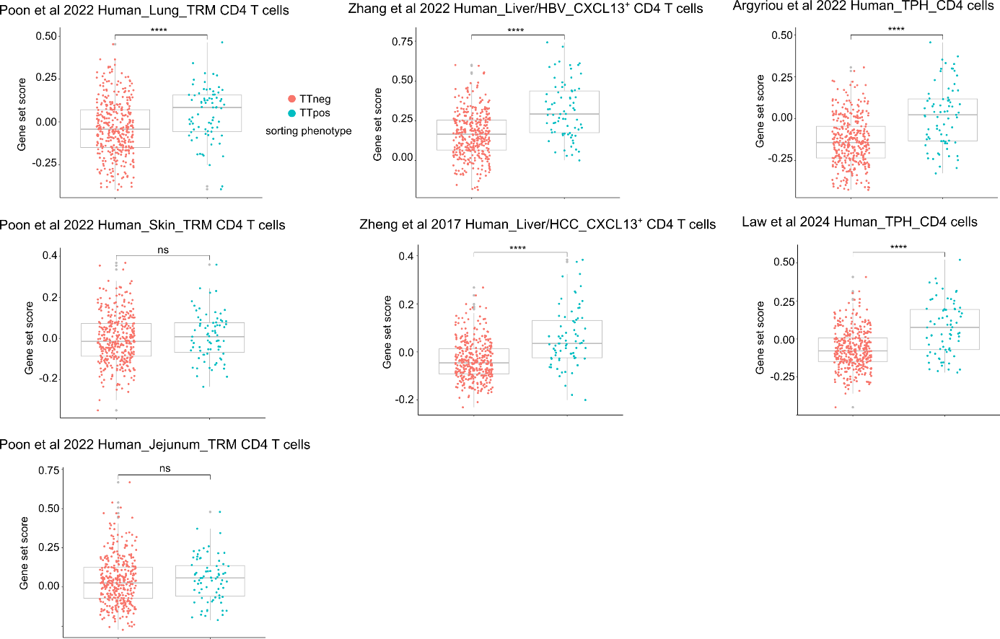 Poon et al 2022 Human_Lung_TRM CD4 T cells
0.50
0.25
0.00
-0.25
Gene set score
****
TTneg
TTpos
sorting phenotype
Zhang et al 2022 Human_Liver/HBV_CXCL13⁺ CD4 T cells
0.75
0.50
0.25
0.00
Gene set score
****
Argyriou et al 2022 Human_TPH_CD4 cells
0.50
0.25
0.00
-0.25
Gene set score
****
Poon et al 2022 Human_Skin_TRM CD4 T cells
0.4
0.2
0.0
-0.2
Gene set score
ns
Zheng et al 2017 Human_Liver/HCC_CXCL13⁺ CD4 T cells
0.4
0.2
0.0
-0.2
Gene set score
****
Law et al 2024 Human_TPH_CD4 cells
0.50
0.25
0.00
-0.25
Gene set score
****
Poon et al 2022 Human_Jejunum_TRM CD4 T cells
0.75
0.50
0.25
0.00
Gene set score
ns